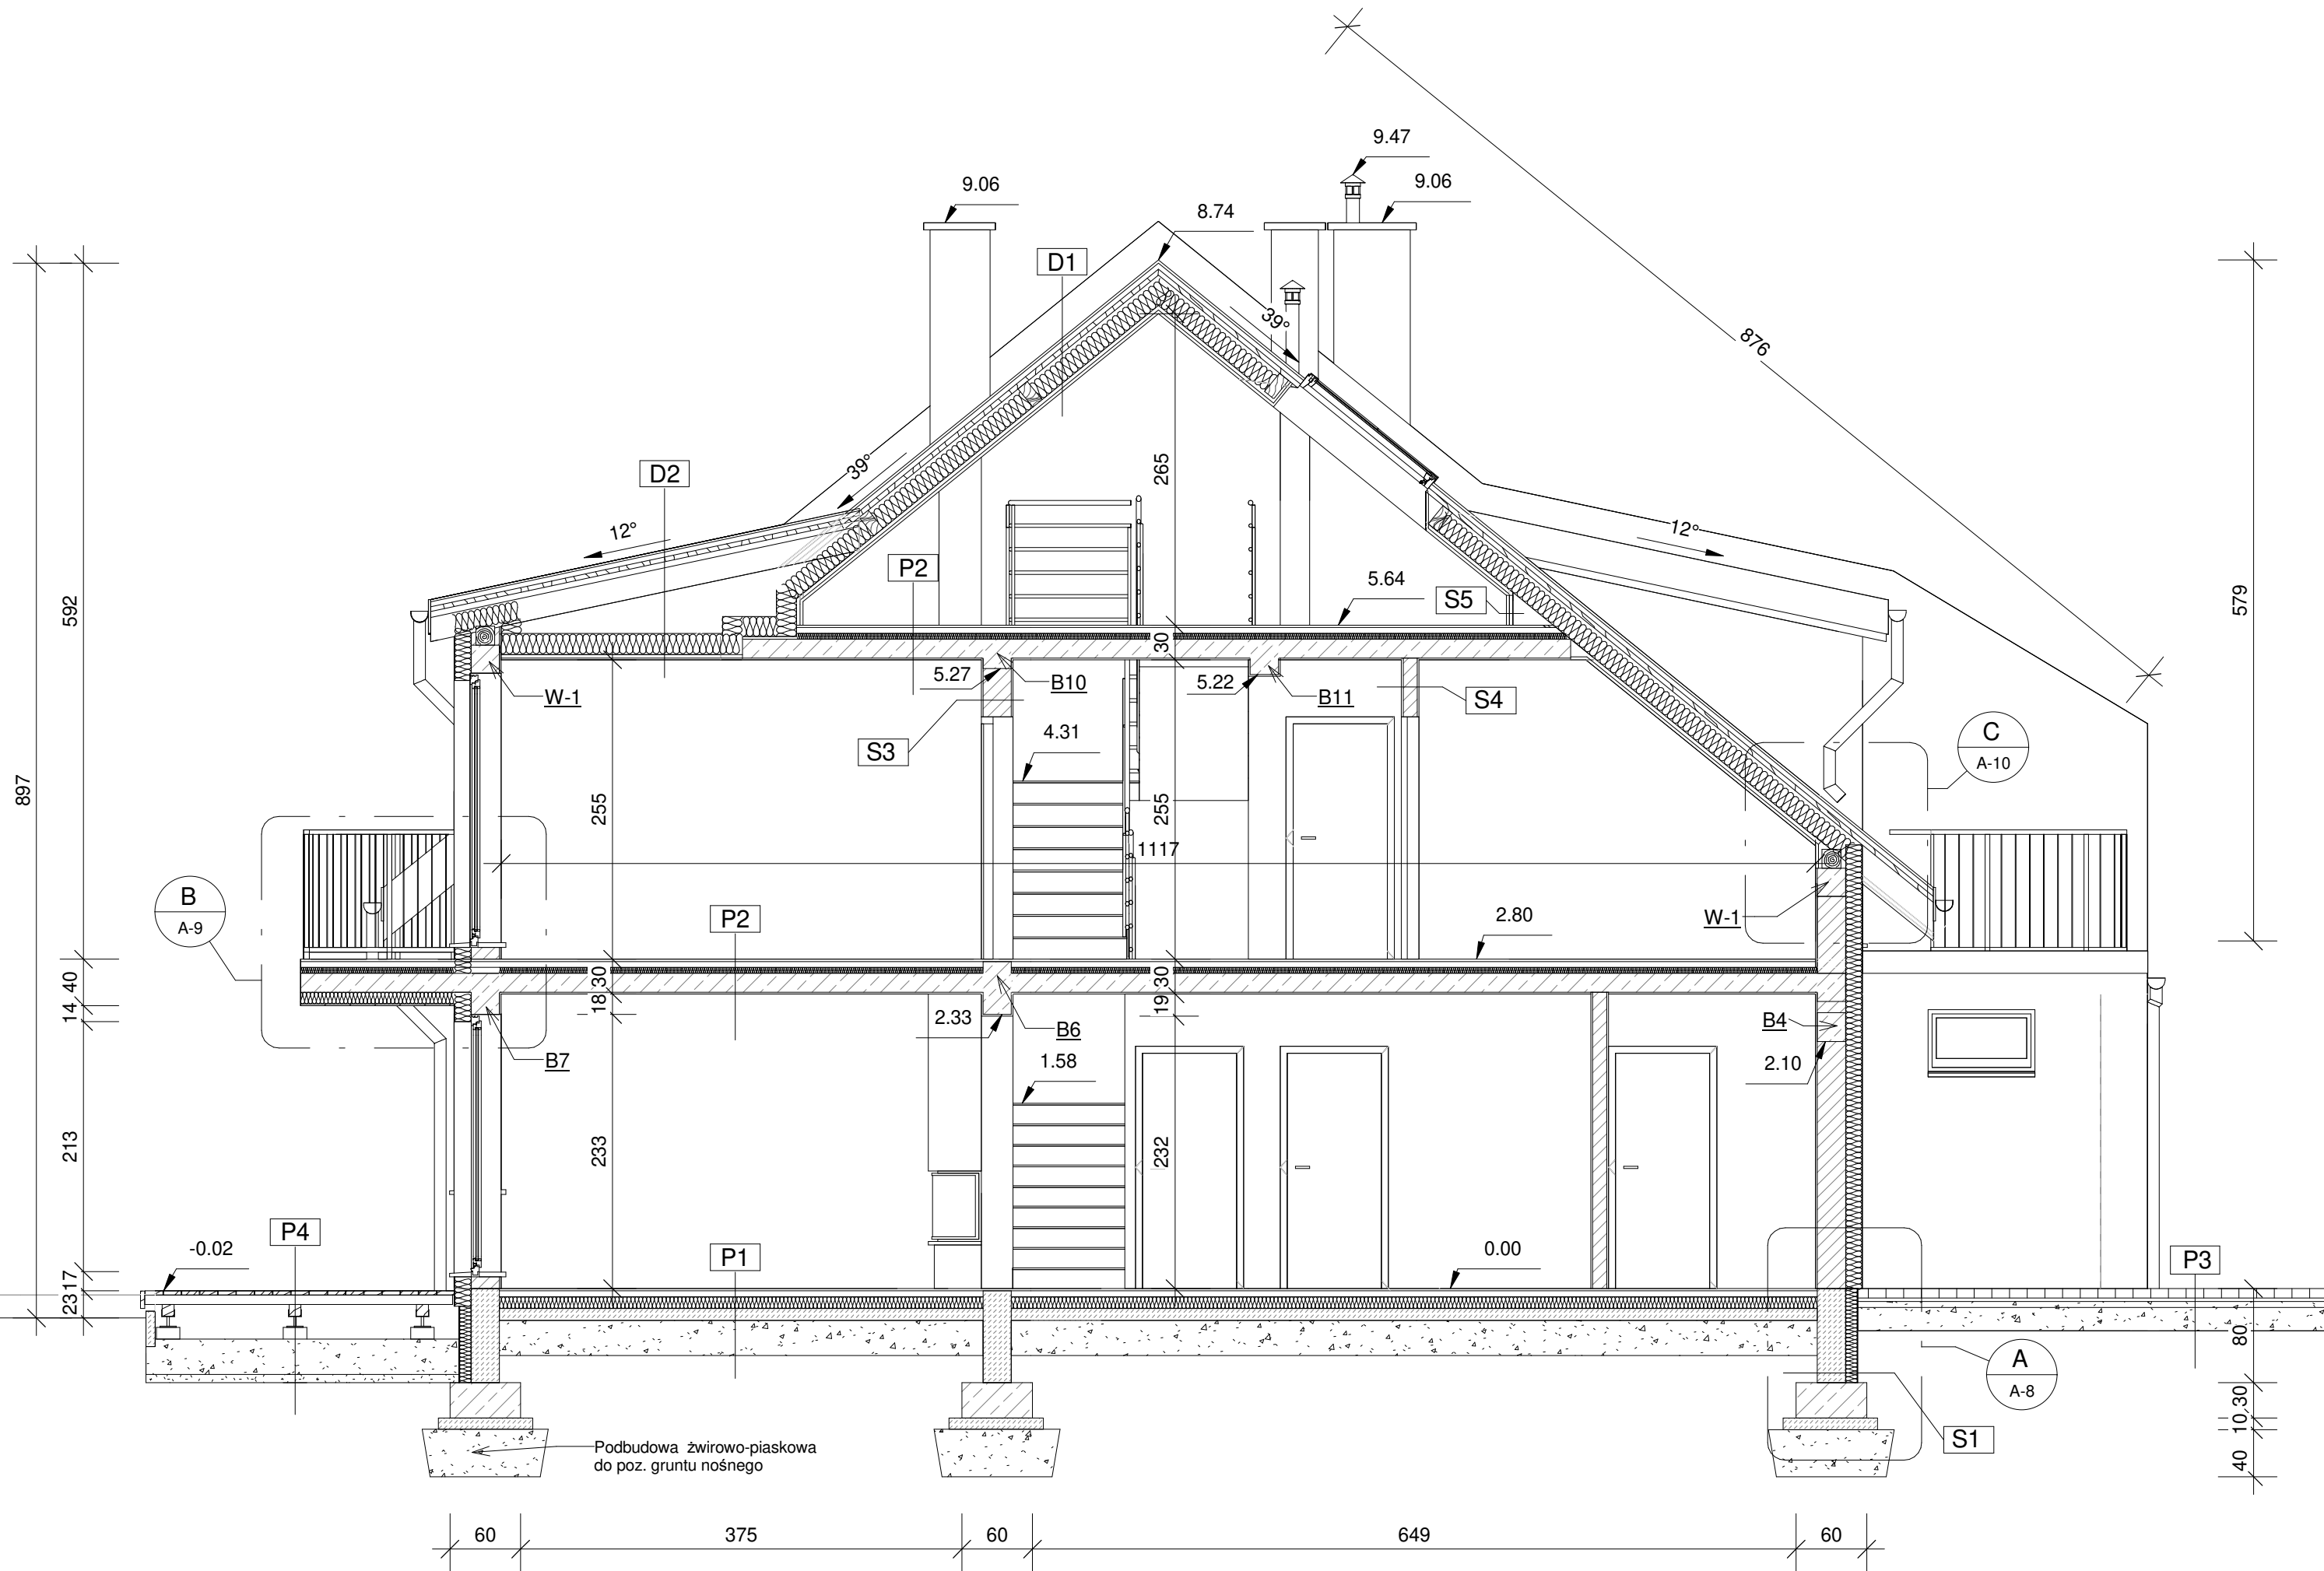 9.47
9.06
9.06
8.74
D1
39°
876
39°
D2
12°
12°
265
P2
5.64
S5
592
579
30
5.27
B10
5.22
B11
S4
W-1
S3
4.31
C
A-10
897
255
255
1117
B
A-9
P2
2.80
W-1
40
30
30
14
18
19
2.33
B6
B4
B7
1.58
2.10
213
233
232
-0.02
P4
P1
0.00
P3
17
23
80
A
A-8
30
10
S1
40
Podbudowa żwirowo-piaskowa
do poz. gruntu nośnego
60
375
60
649
60